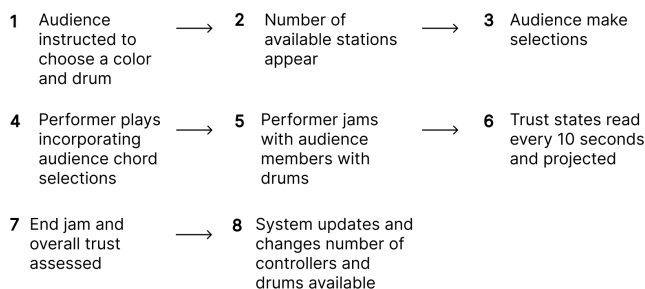 1 Audience instructed to choose a color and drum
2 Number of available stations appear
3 Audience make selections
4 Performer plays incorporating audience chord selections
5 Performer jams with audience members with drums
6 Trust states read every 10 seconds and projected
7 End jam and overall trust assessed
8 System updates and changes number of controllers and drums available